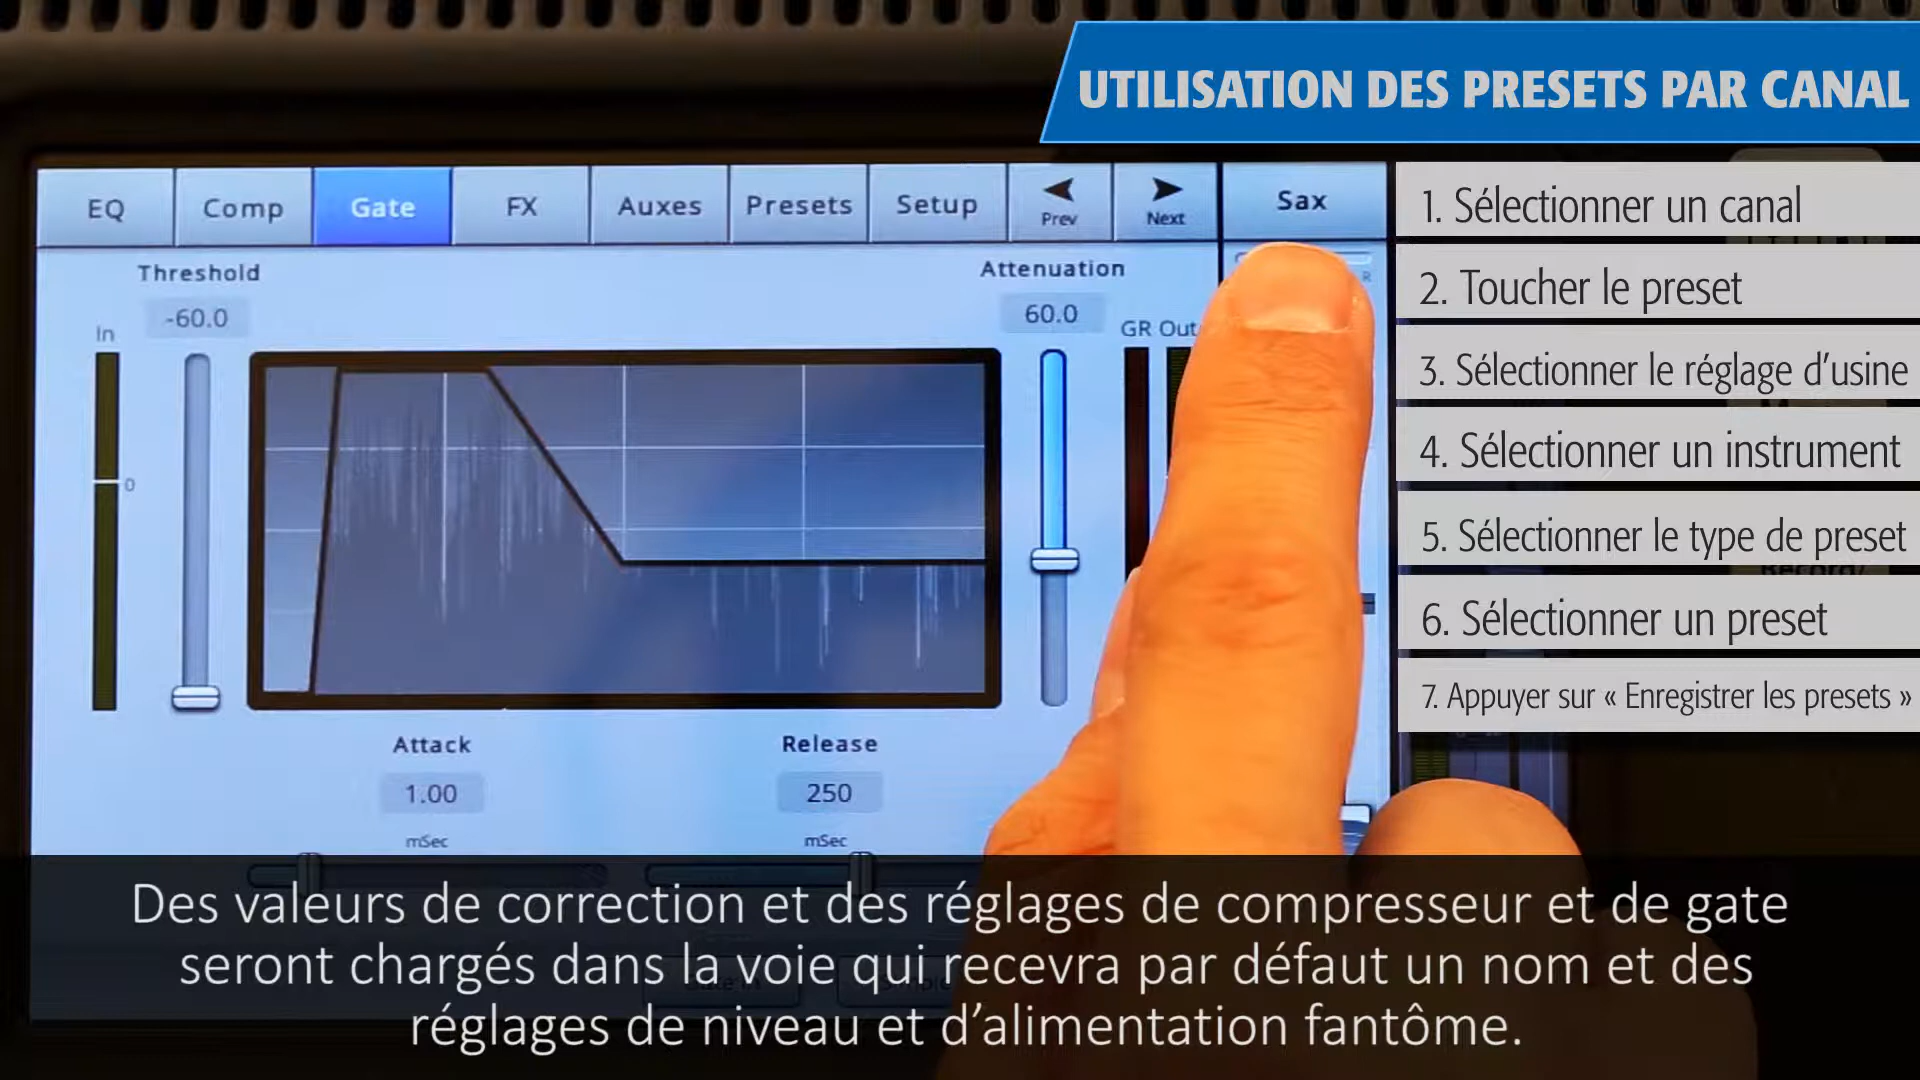 UTILISATION DES PRESETS PAR CANAL
EQ Comp Gate FX Auxes Presets Setup Prev Next Sax
1. Sélectionner un canal
2. Toucher le preset
3. Sélectionner le réglage d’usine
4. Sélectionner un instrument
5. Sélectionner le type de preset
6. Sélectionner un preset
7. Appuyer sur « Enregistrer les presets »
Threshold
-60.0
Attenuation
60.0
In
0
GR Out
R
Attack
1.00
mSec
Release
250
mSec
Des valeurs de correction et des réglages de compresseur et de gate
seront chargés dans la voie qui recevra par défaut un nom et des
réglages de niveau et d’alimentation fantôme.